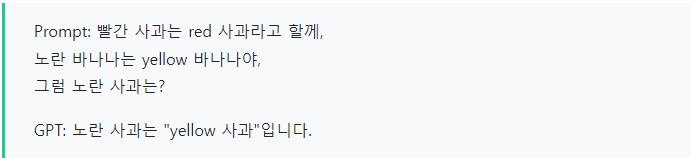 Prompt: 빨간 사과는 red 사과라고 할께,
노란 바나나는 yellow 바나나야,
그럼 노란 사과는?
GPT: 노란 사과는 "yellow 사과"입니다.